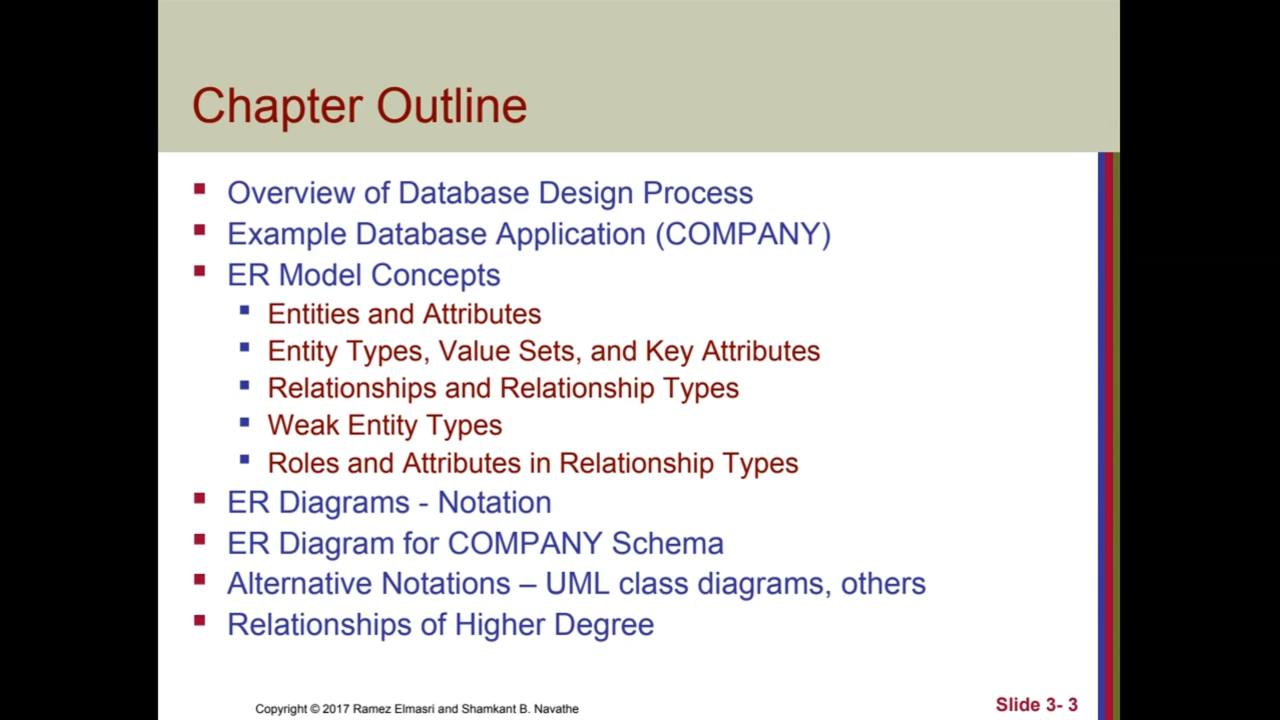 Chapter Outline
Overview of Database Design Process
Example Database Application (COMPANY)
ER Model Concepts
Entities and Attributes
Entity Types, Value Sets, and Key Attributes
Relationships and Relationship Types
Weak Entity Types
Roles and Attributes in Relationship Types
ER Diagrams - Notation
ER Diagram for COMPANY Schema
Alternative Notations – UML class diagrams, others
Relationships of Higher Degree
Copyright © 2017 Ramez Elmasri and Shamkant B. Navathe
Slide 3- 3